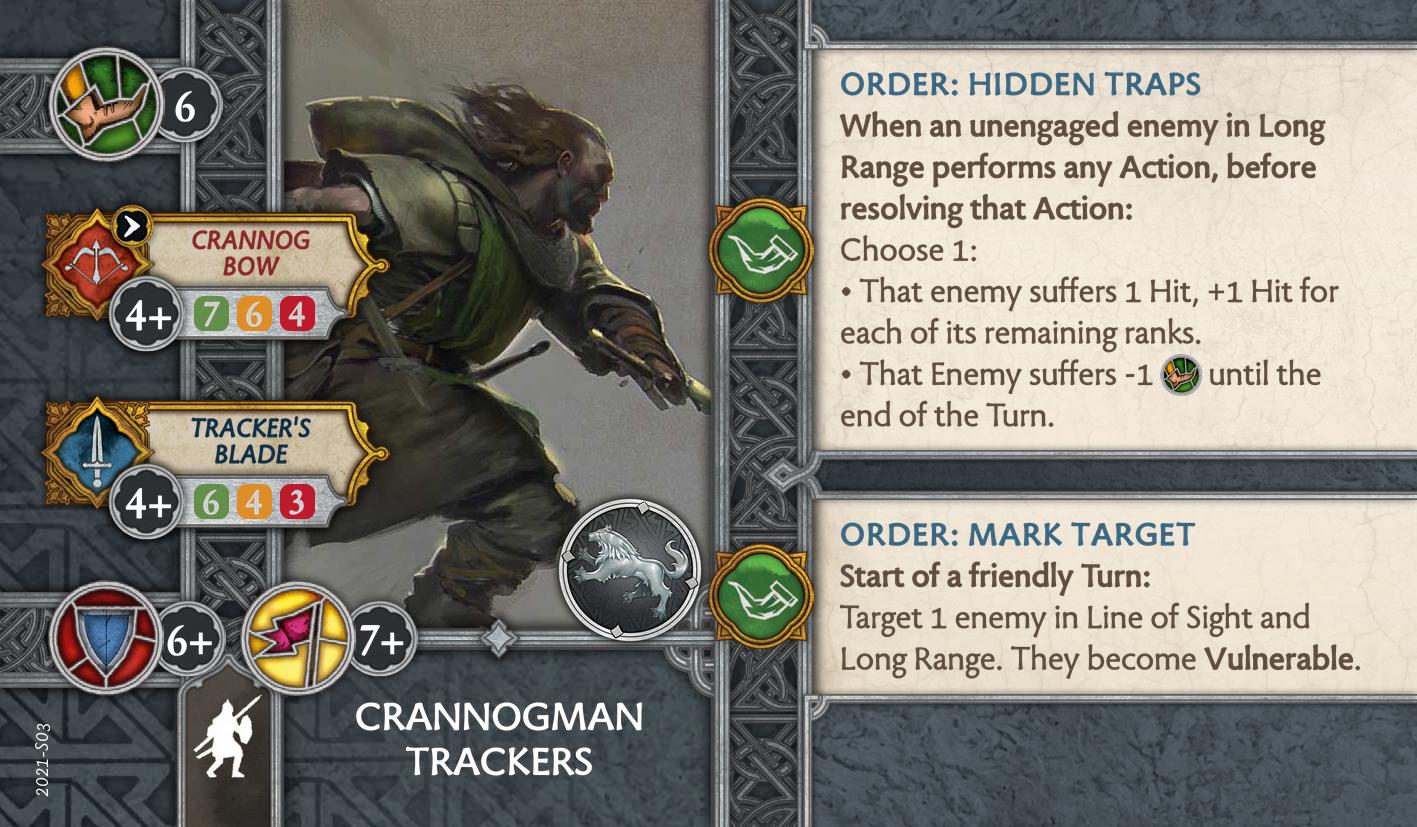 6
CRANNOG
BOW
4+ 7 6 4
TRACKER'S
BLADE
4+ 6 4 3
6+ 7+
CRANNOGMAN
TRACKERS
2021-S03
ORDER: HIDDEN TRAPS
When an unengaged enemy in Long
Range performs any Action, before
resolving that Action:
Choose 1:
• That enemy suffers 1 Hit, +1 Hit for
each of its remaining ranks.
• That Enemy suffers -1 until the
end of the Turn.
ORDER: MARK TARGET
Start of a friendly Turn:
Target 1 enemy in Line of Sight and
Long Range. They become Vulnerable.